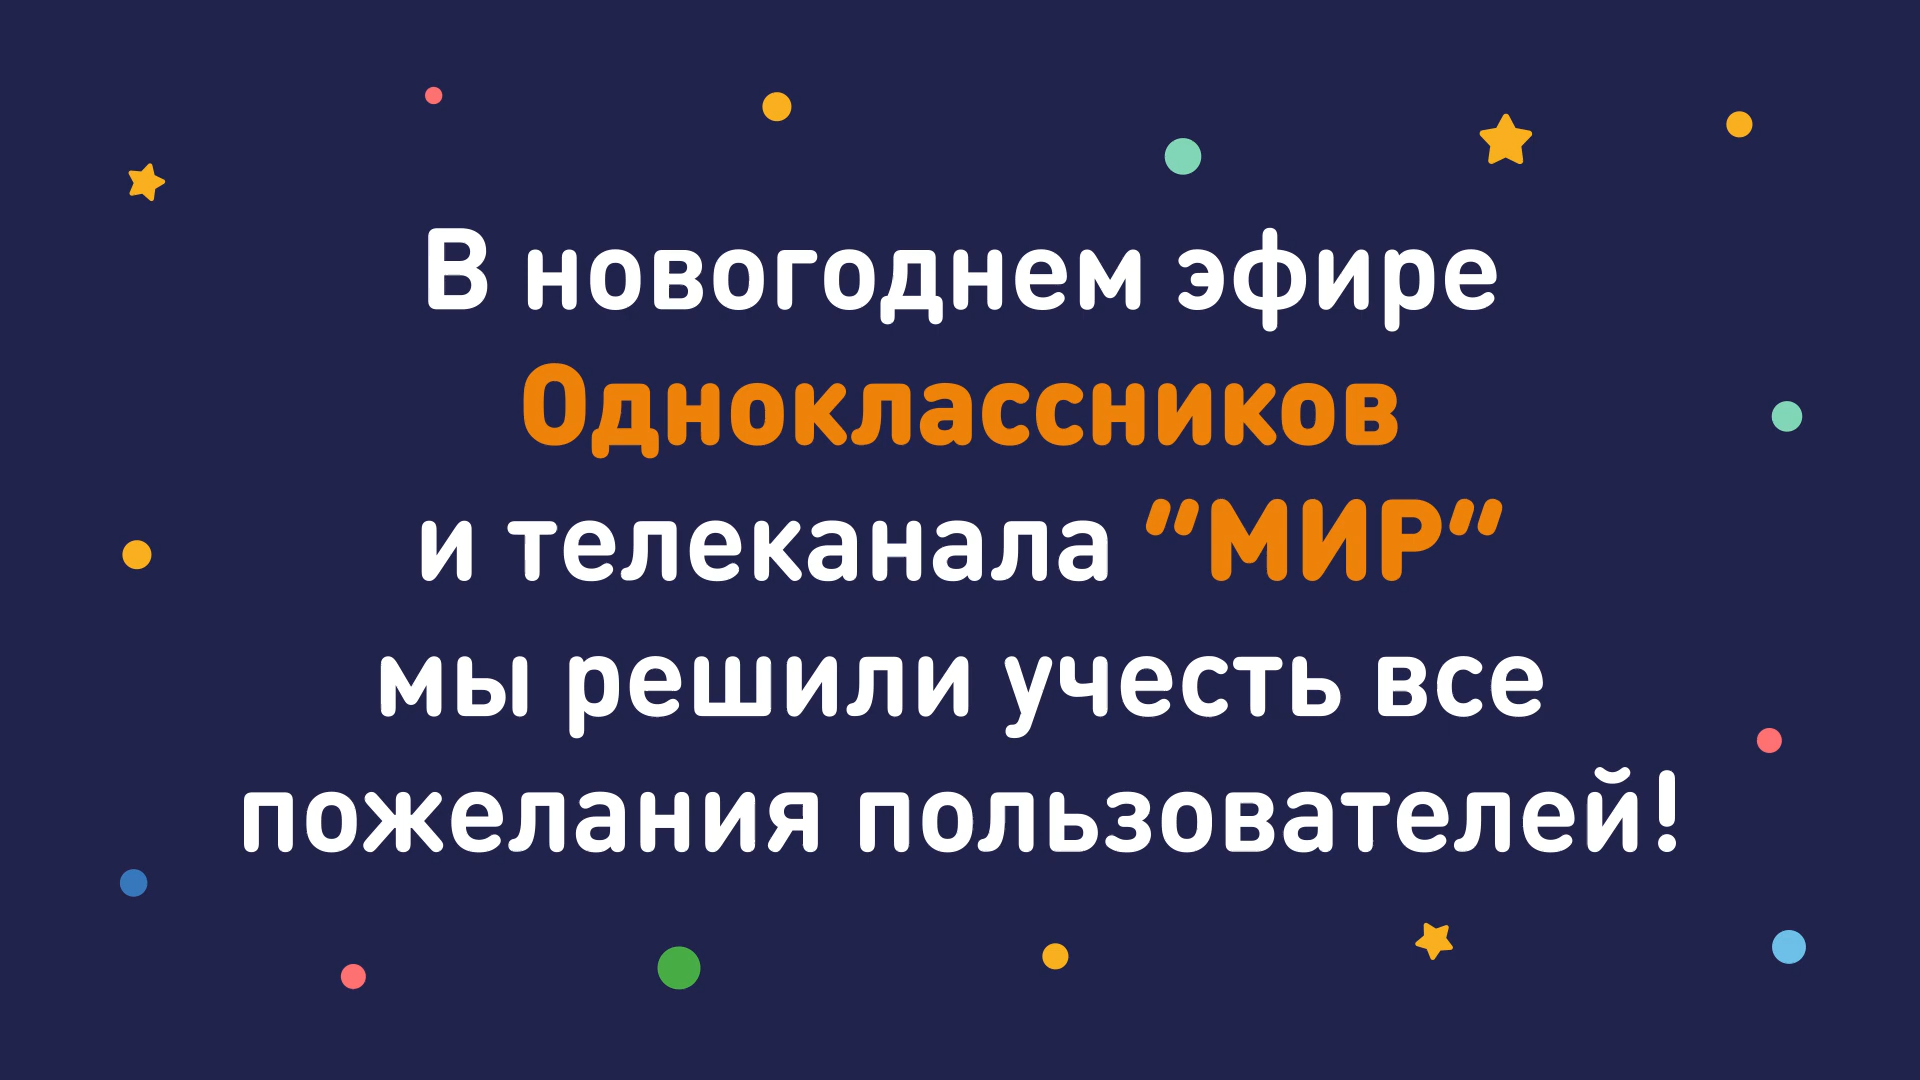 В новогоднем эфире
Одноклассников
и телеканала “МИР“
мы решили учесть все
пожелания пользователей!